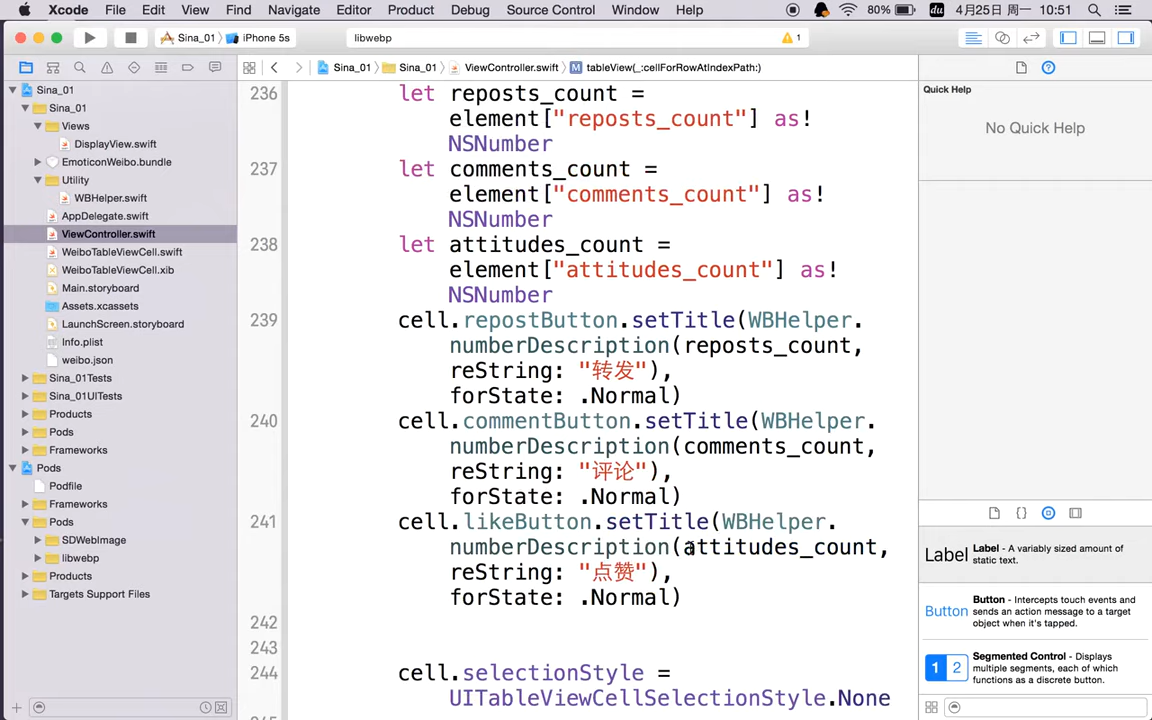 Xcode File Edit View Find Navigate Editor Product Debug Source Control Window Help 80% du 4月25日 周一 10:51
Sina_01 iPhone 5s libwebp 1
Sina_01 Sina_01 ViewController.swift M tableView(_:cellForRowAtIndexPath:)
Sina_01
Sina_01
Views
DisplayView.swift
EmoticonWeibo.bundle
Utility
WBHelper.swift
AppDelegate.swift
ViewController.swift
WeiboTableViewCell.swift
WeiboTableViewCell.xib
Main.storyboard
Assets.xcassets
LaunchScreen.storyboard
Info.plist
weibo.json
Sina_01Tests
Sina_01UITests
Products
Pods
Frameworks
Pods
Podfile
Frameworks
Pods
SDWebImage
libwebp
Products
Targets Support Files
236 let reposts_count =
element["reposts_count"] as!
NSNumber
237 let comments_count =
element["comments_count"] as!
NSNumber
238 let attitudes_count =
element["attitudes_count"] as!
NSNumber
239 cell.repostButton.setTitle(WBHelper.
numberDescription(reposts_count,
reString: "转发"),
forState: .Normal)
240 cell.commentButton.setTitle(WBHelper.
numberDescription(comments_count,
reString: "评论"),
forState: .Normal)
241 cell.likeButton.setTitle(WBHelper.
numberDescription(attitudes_count,
reString: "点赞"),
forState: .Normal)
242
243
244 cell.selectionStyle =
UITableViewCellSelectionStyle.None
Quick Help
No Quick Help
Label Label - A variably sized amount of
static text.
Button Button - Intercepts touch events and
sends an action message to a target
object when it's tapped.
1 2 Segmented Control - Displays
multiple segments, each of which
functions as a discrete button.